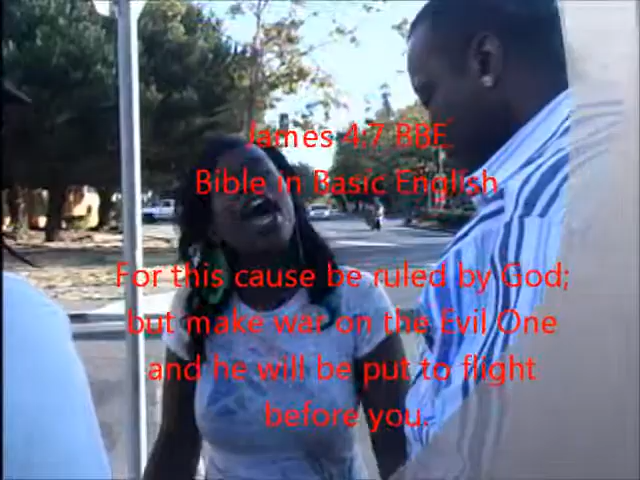 James 4:7 BBE
Bible in Basic English
For this cause be ruled by God;
but make war on the Evil One
and he will be put to flight
before you.